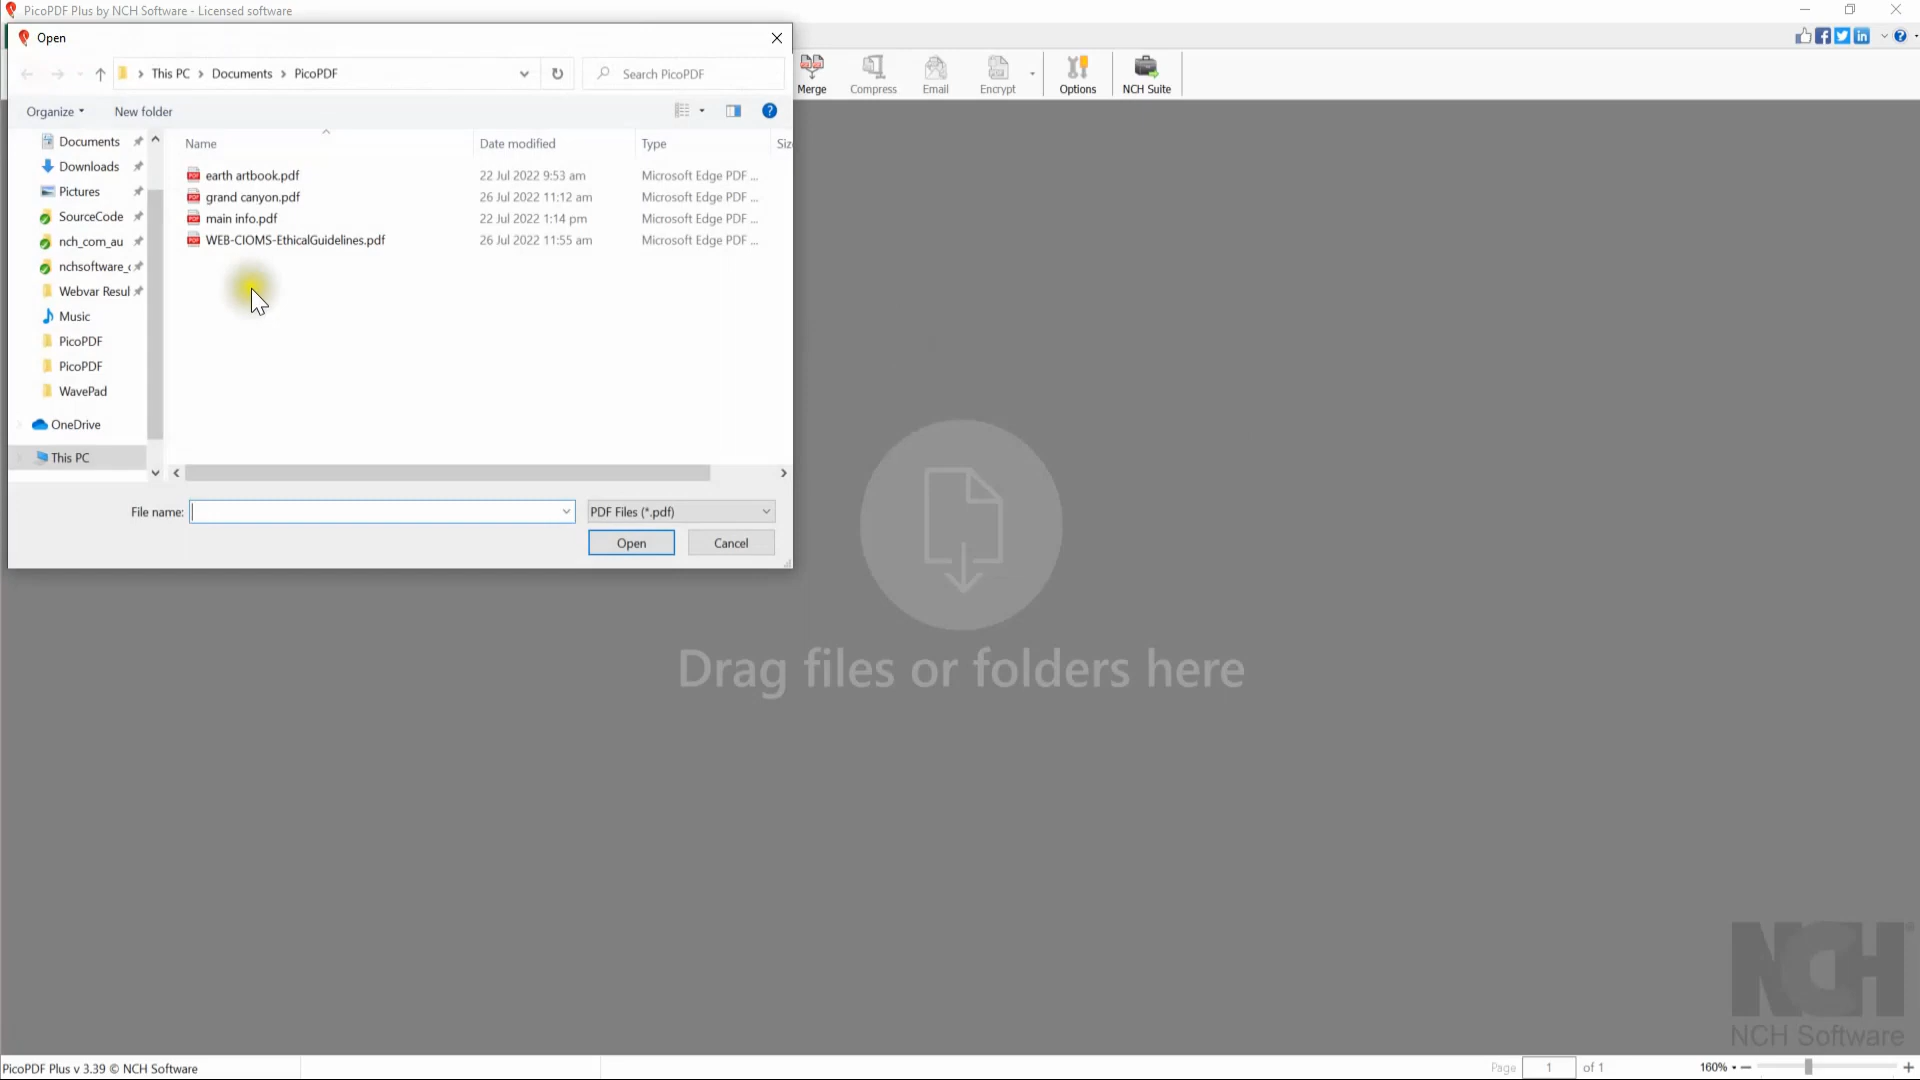 PicoPDF Plus by NCH Software - Licensed software
Open
This PC > Documents > PicoPDF
Search PicoPDF
Merge
Compress
Email
Encrypt
Options
NCH Suite
Organize
New folder
Name
Date modified
Type
Documents
Downloads
Pictures
SourceCode
nch_com_au
nchsoftware_
Webvar Resul
Music
PicoPDF
PicoPDF
WavePad
OneDrive
This PC
earth artbook.pdf 22 Jul 2022 9:53 am Microsoft Edge PDF ...
grand canyon.pdf 26 Jul 2022 11:12 am Microsoft Edge PDF ...
main info.pdf 22 Jul 2022 1:14 pm Microsoft Edge PDF ...
WEB-CIOMS-EthicalGuidelines.pdf 26 Jul 2022 11:55 am Microsoft Edge PDF ...
File name:
PDF Files (*.pdf)
Open
Cancel
Drag files or folders here
NCH
NCH Software
PicoPDF Plus v 3.39 © NCH Software
Page 1 of 1
160%